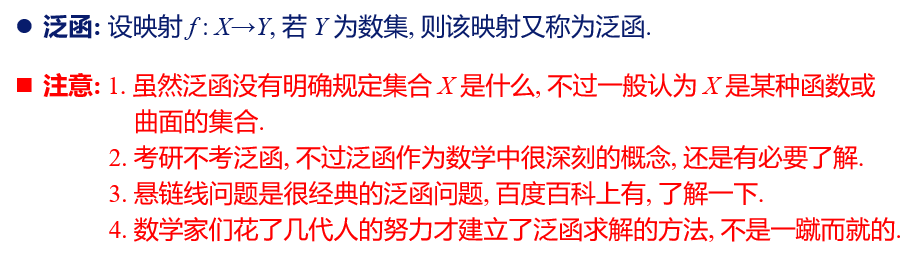 ● 泛函: 设映射 f : X→Y, 若 Y 为数集, 则该映射又称为泛函.
■ 注意: 1. 虽然泛函没有明确规定集合 X 是什么, 不过一般认为 X 是某种函数或
曲面的集合.
2. 考研不考泛函, 不过泛函作为数学中很深刻的概念, 还是有必要了解.
3. 悬链线问题是很经典的泛函问题, 百度百科上有, 了解一下.
4. 数学家们花了几代人的努力才建立了泛函求解的方法, 不是一蹴而就的.